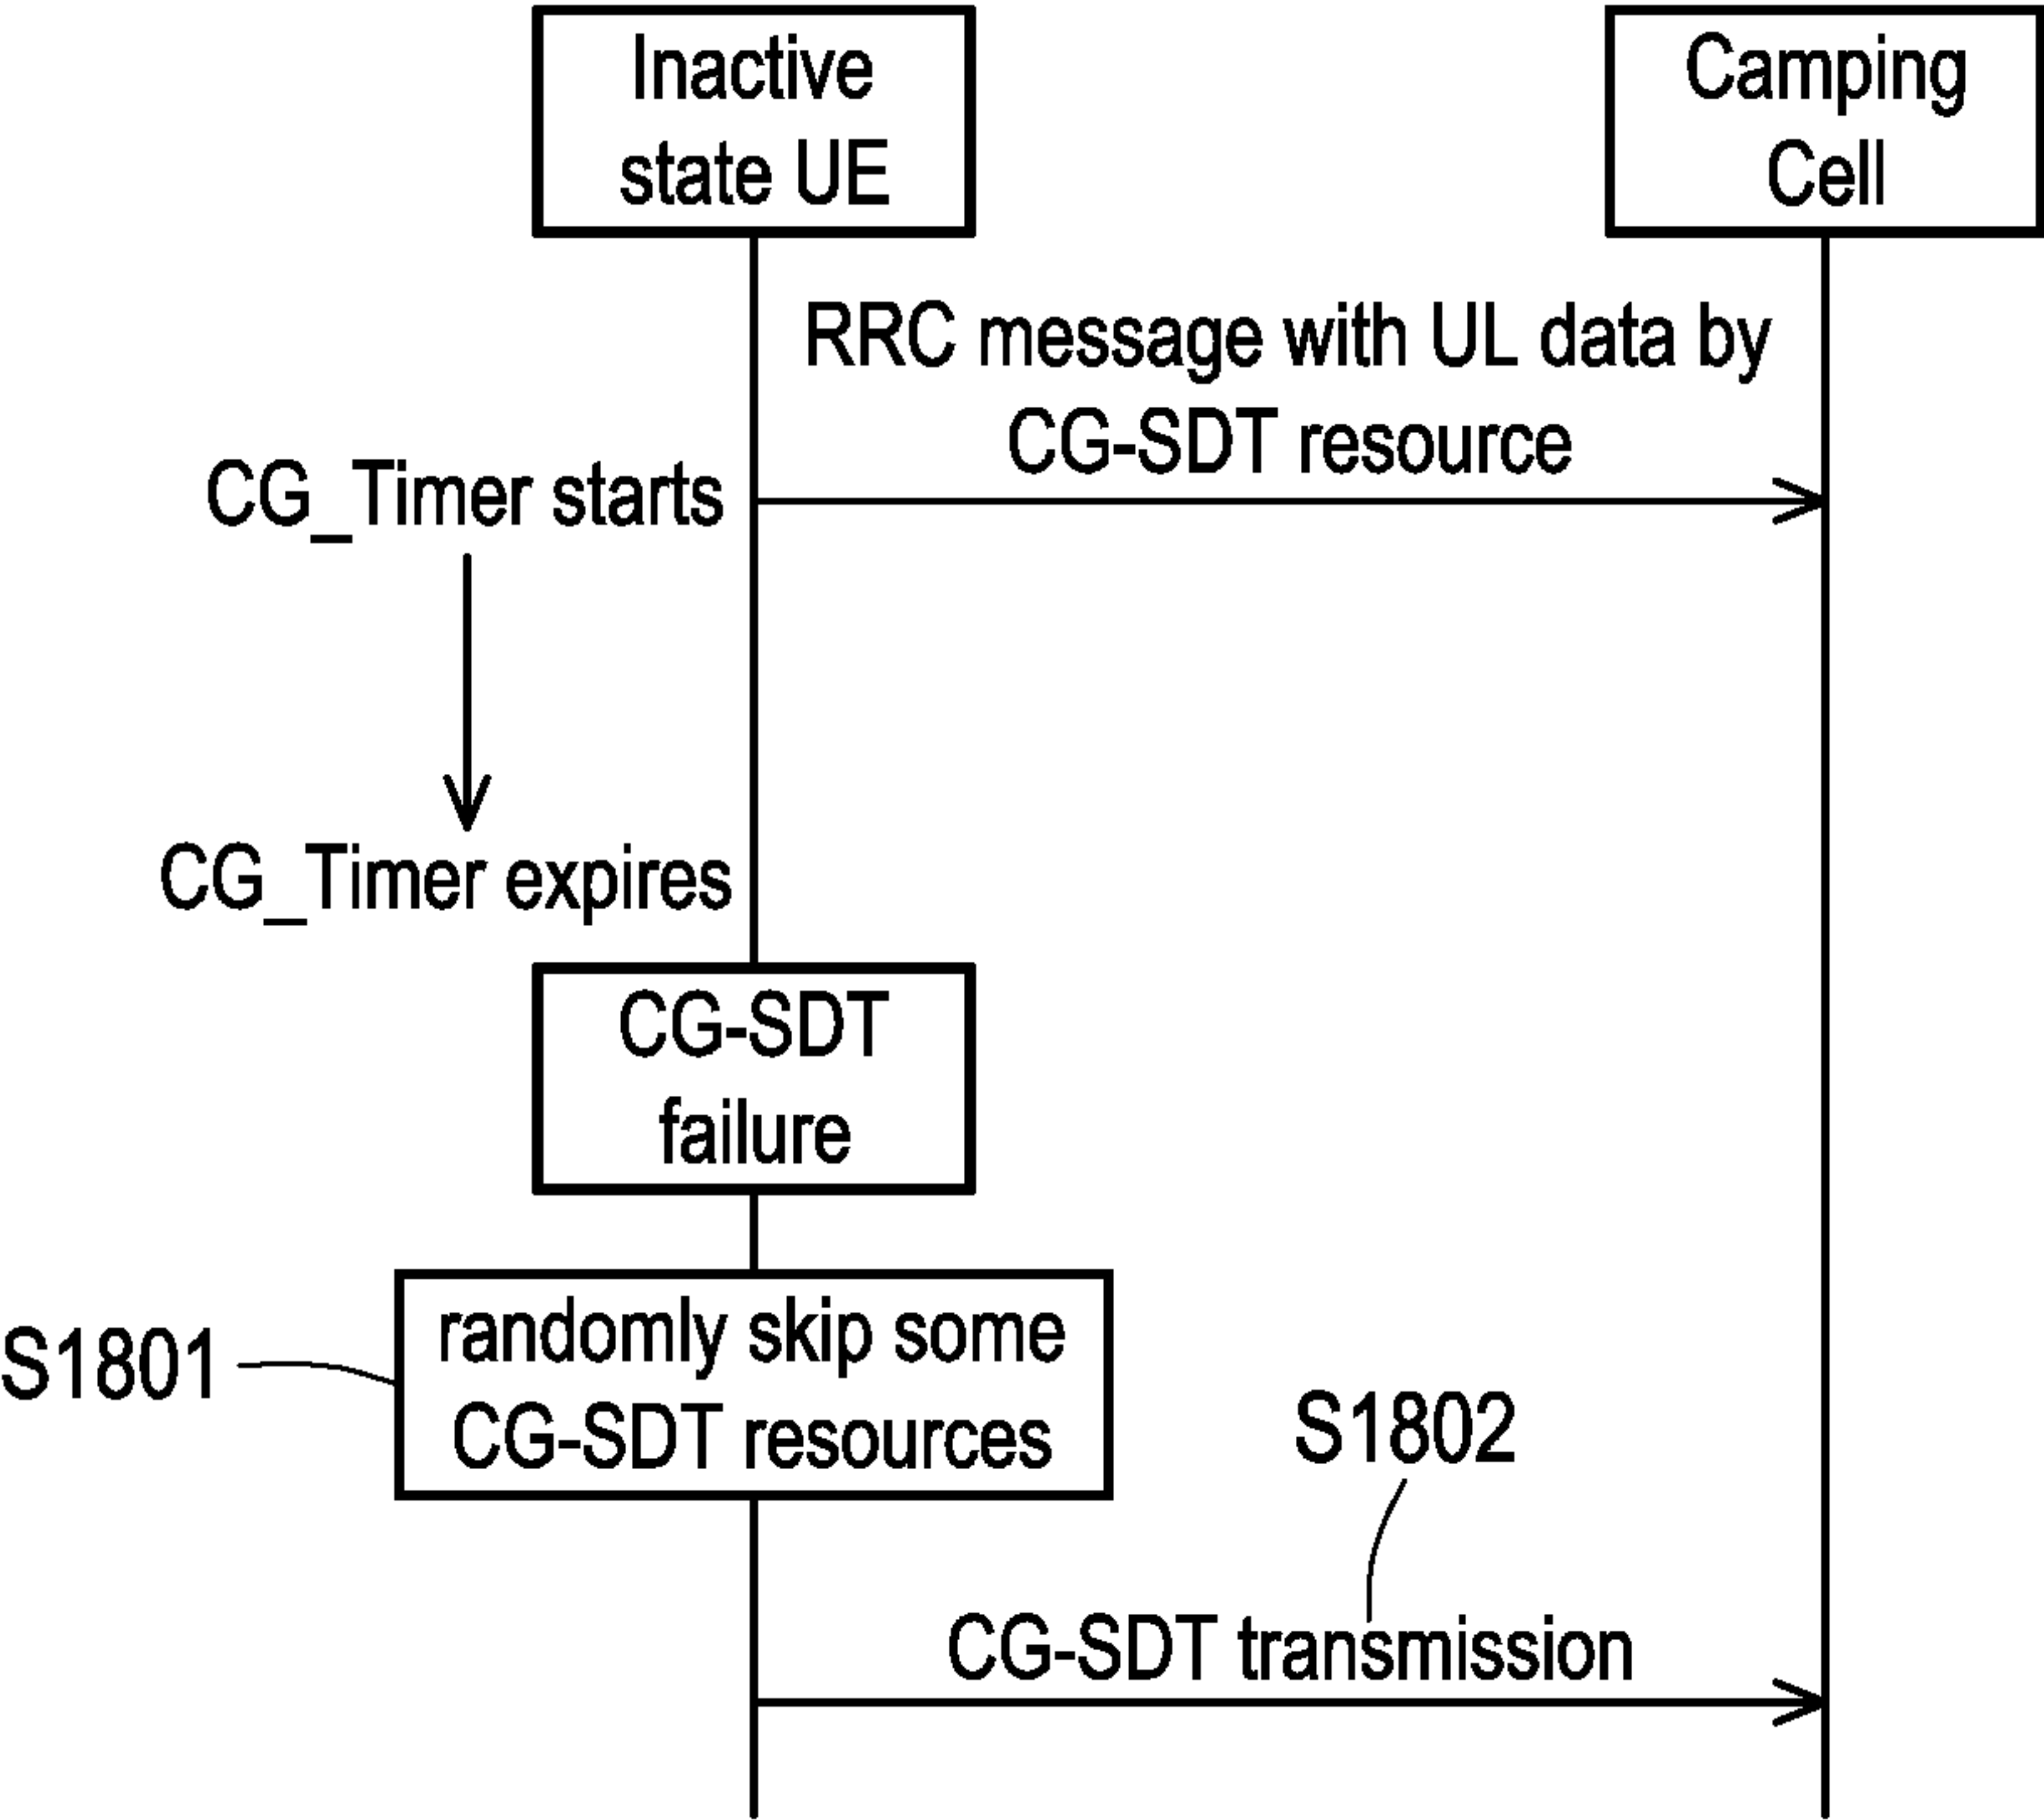 Inactive
state UE
Camping
Cell
RRC message with UL data by
CG-SDT resource
CG_Timer starts
CG_Timer expires
CG-SDT
failure
S1801
randomly skip some
CG-SDT resources
S1802
CG-SDT transmission